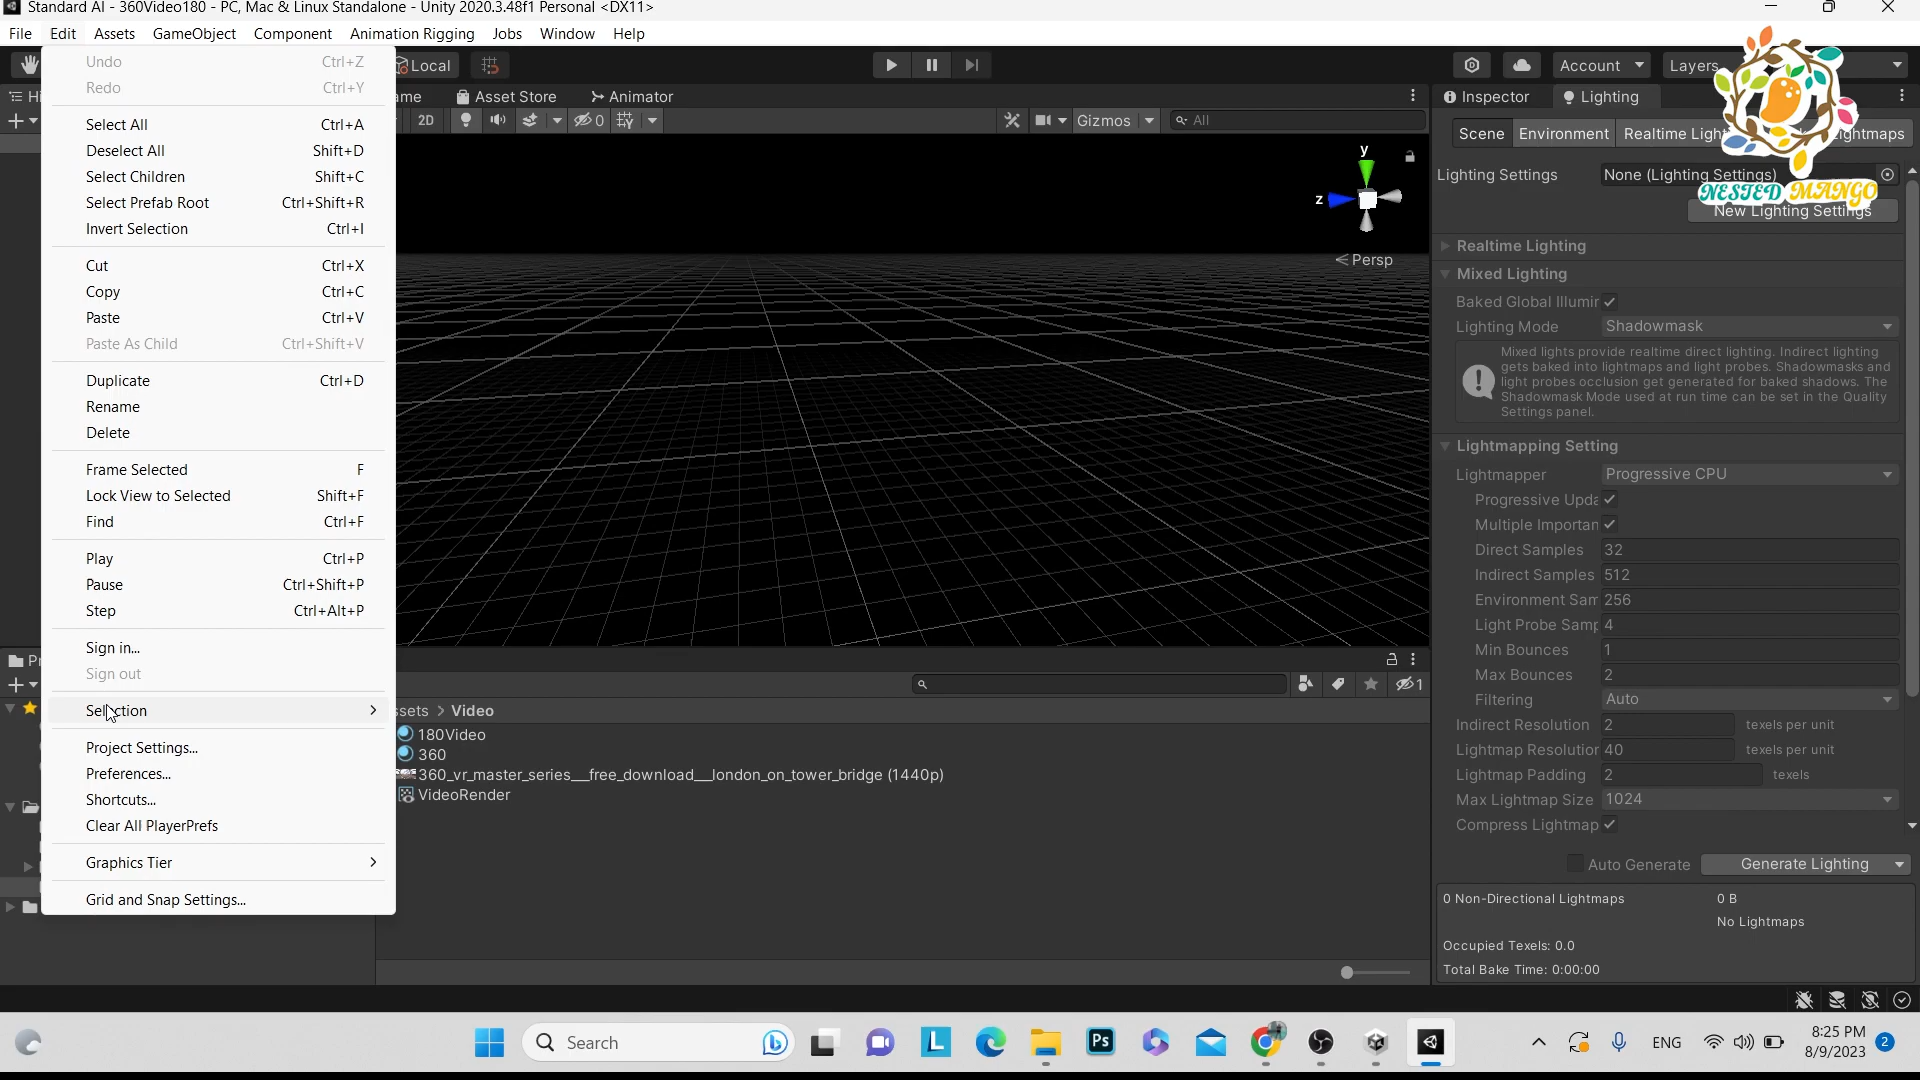 Standard AI - 360Video180 - PC, Mac & Linux Standalone - Unity 2020.3.48f1 Personal <DX11>
File Edit Assets GameObject Component Animation Rigging Jobs Window Help
Undo Ctrl+Z
Redo Ctrl+Y
Select All Ctrl+A
Deselect All Shift+D
Select Children Shift+C
Select Prefab Root Ctrl+Shift+R
Invert Selection Ctrl+I
Cut Ctrl+X
Copy Ctrl+C
Paste Ctrl+V
Paste As Child Ctrl+Shift+V
Duplicate Ctrl+D
Rename
Delete
Frame Selected F
Lock View to Selected Shift+F
Find Ctrl+F
Play Ctrl+P
Pause Ctrl+Shift+P
Step Ctrl+Alt+P
Sign in...
Sign out
Selection
Project Settings...
Preferences...
Shortcuts...
Clear All PlayerPrefs
Graphics Tier
Grid and Snap Settings...
Local
Account Layers
Asset Store Animator
2D 0 Gizmos All
y
z
Persp
1
Video
180Video
360
360_vr_master_series__free_download__london_on_tower_bridge (1440p)
VideoRender
Inspector Lighting
Scene Environment
NESTED MANGO
Lighting Settings None (Lighting Settings)
New Lighting Settings
Realtime Lighting
Mixed Lighting
Baked Global Illumir
Lighting Mode Shadowmask
Mixed lights provide realtime direct lighting. Indirect lighting
gets baked into lightmaps and light probes. Shadowmasks and
light probes occlusion get generated for baked shadows. The
Shadowmask Mode used at run time can be set in the Quality
Settings panel.
Lightmapping Setting
Lightmapper Progressive CPU
Progressive Upda
Multiple Importan
Direct Samples 32
Indirect Samples 512
Environment Sam 256
Light Probe Samp 4
Min Bounces 1
Max Bounces 2
Filtering Auto
Indirect Resolution 2 texels per unit
Lightmap Resolution 40 texels per unit
Lightmap Padding 2 texels
Max Lightmap Size 1024
Compress Lightmap
Auto Generate Generate Lighting
0 Non-Directional Lightmaps 0 B
No Lightmaps
Occupied Texels: 0.0
Total Bake Time: 0:00:00
Search
L
Ps
ENG
8:25 PM
8/9/2023
2